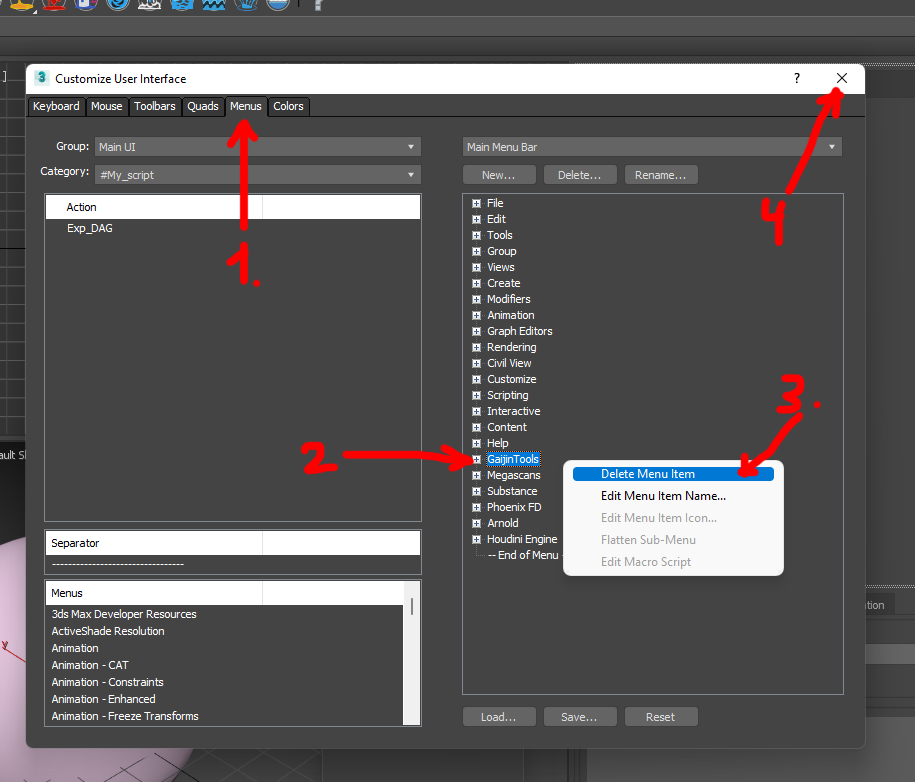 Customize User Interface
?
Keyboard Mouse Toolbars Quads Menus Colors
Group: Main UI
Category: #My_script
Action
Exp_DAG
1.
Separator
--------------------------------
Menus
3ds Max Developer Resources
ActiveShade Resolution
Animation
Animation - CAT
Animation - Constraints
Animation - Enhanced
Animation - Freeze Transforms
Main Menu Bar
New... Delete... Rename...
4
File
Edit
Tools
Group
Views
Create
Modifiers
Animation
Graph Editors
Rendering
Civil View
Customize
Scripting
Interactive
Content
Help
2.
GaijinTools
Megascans
Substance
Phoenix FD
Arnold
Houdini Engine
-- End of Menu -
3.
Delete Menu Item
Edit Menu Item Name...
Edit Menu Item Icon...
Flatten Sub-Menu
Edit Macro Script
Load... Save... Reset
y